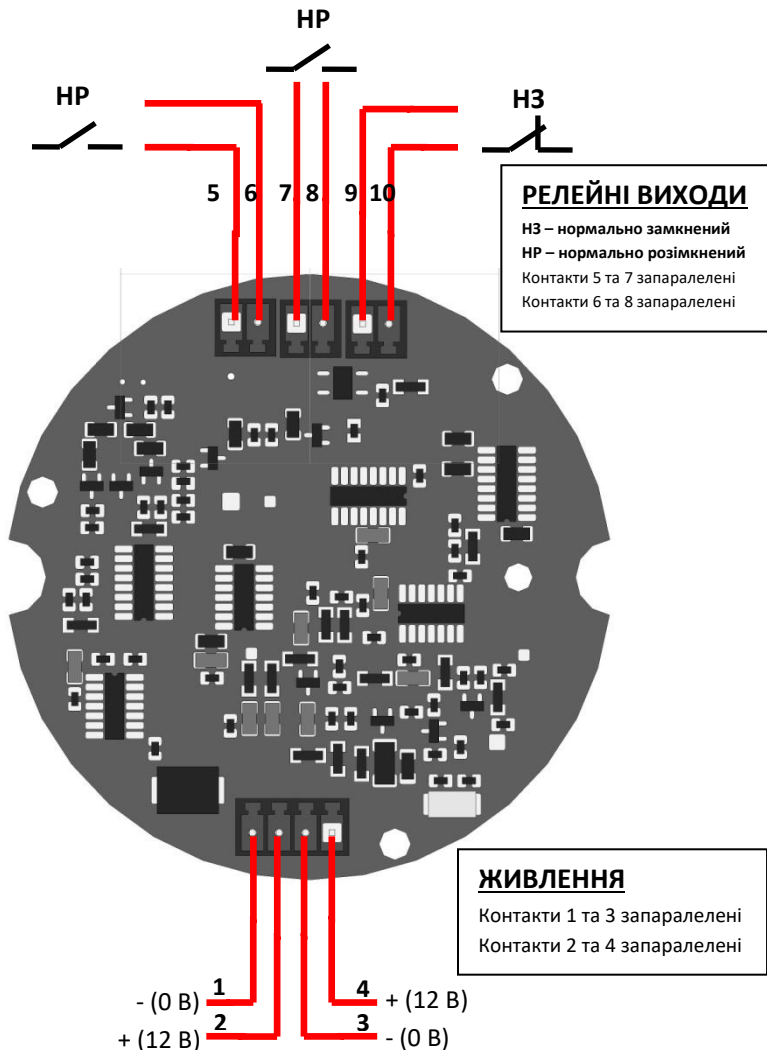 НР
НР
НЗ
5 6 7 8 9 10
РЕЛЕЙНІ ВИХОДИ
НЗ – нормально замкнений
НР – нормально розімкнений
Контакти 5 та 7 запаралелені
Контакти 6 та 8 запаралелені
ЖИВЛЕННЯ
Контакти 1 та 3 запаралелені
Контакти 2 та 4 запаралелені
- (0 В) 1 4 + (12 В)
+ (12 В) 2 3 - (0 В)